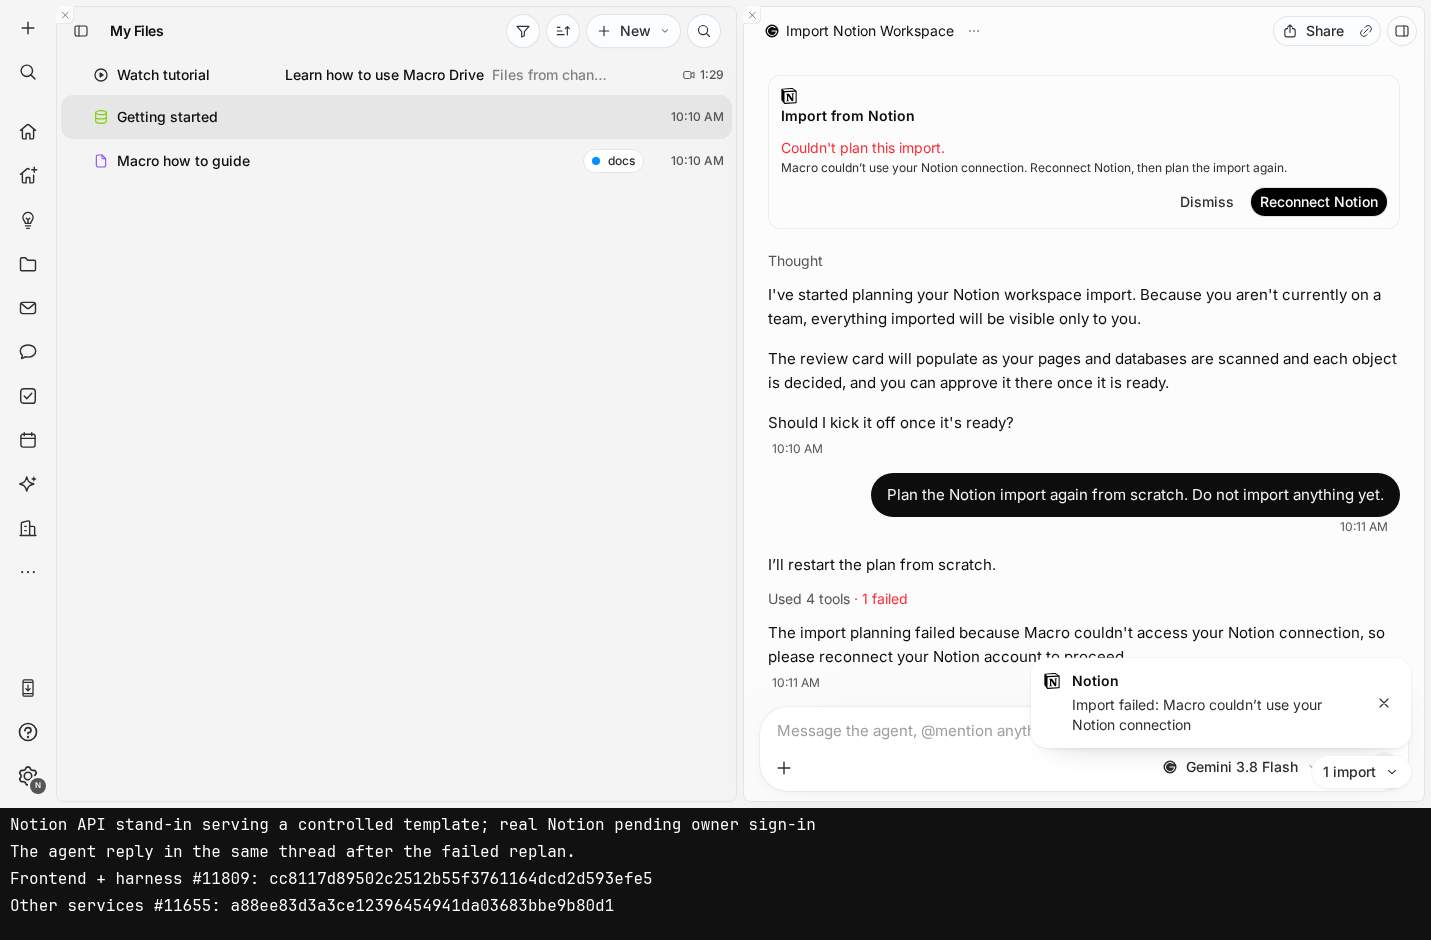 My Files
New
Watch tutorial
Learn how to use Macro Drive Files from chan...
1:29
Getting started
10:10 AM
Macro how to guide
docs
10:10 AM
N
Import Notion Workspace
Share
Import from Notion
Couldn't plan this import.
Macro couldn't use your Notion connection. Reconnect Notion, then plan the import again.
Dismiss
Reconnect Notion
Thought
I've started planning your Notion workspace import. Because you aren't currently on a
team, everything imported will be visible only to you.
The review card will populate as your pages and databases are scanned and each object
is decided, and you can approve it there once it is ready.
Should I kick it off once it's ready?
10:10 AM
Plan the Notion import again from scratch. Do not import anything yet.
10:11 AM
I’ll restart the plan from scratch.
Used 4 tools · 1 failed
The import planning failed because Macro couldn't access your Notion connection, so
please reconnect your Notion account to proceed.
10:11 AM
Notion
Import failed: Macro couldn’t use your
Notion connection
Message the agent, @mention anyth
Gemini 3.8 Flash
1 import
Notion API stand-in serving a controlled template; real Notion pending owner sign-in
The agent reply in the same thread after the failed replan.
Frontend + harness #11809: cc8117d89502c2512b55f3761164dcd2d593efe5
Other services #11655: a88ee83d3a3ce12396454941da03683bbe9b80d1